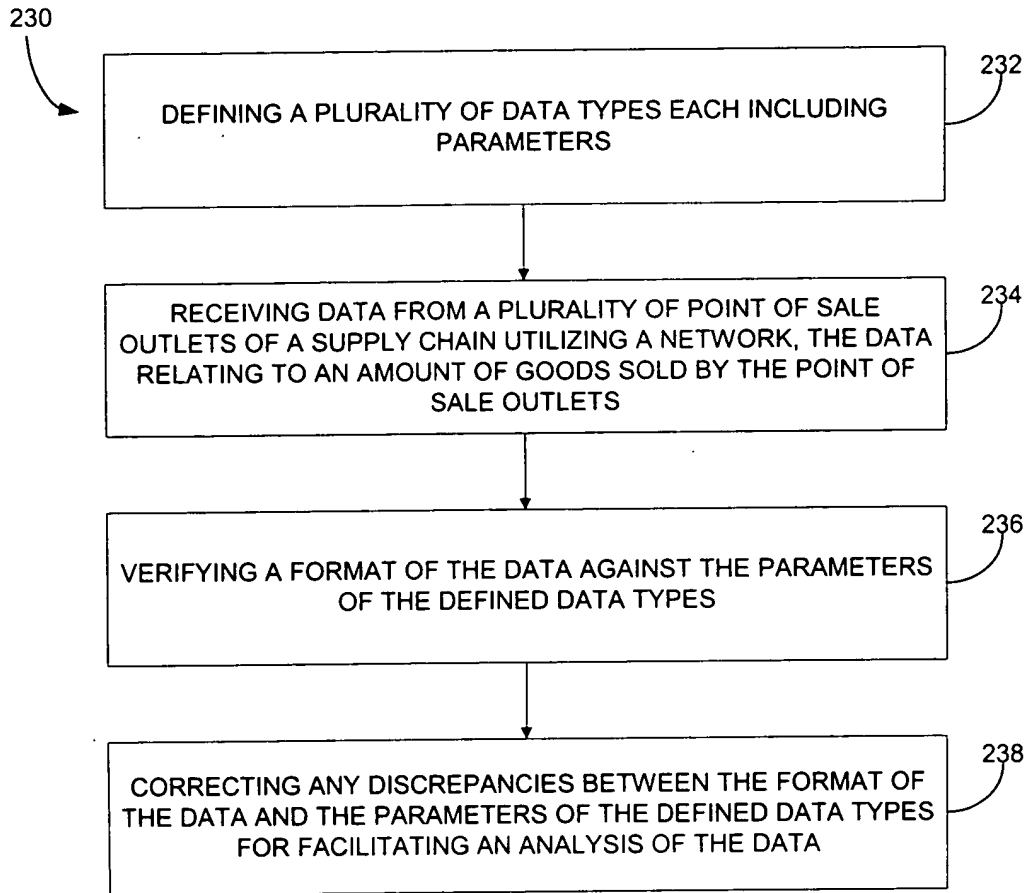 230
232
DEFINING A PLURALITY OF DATA TYPES EACH INCLUDING
PARAMETERS
234
RECEIVING DATA FROM A PLURALITY OF POINT OF SALE
OUTLETS OF A SUPPLY CHAIN UTILIZING A NETWORK, THE DATA
RELATING TO AN AMOUNT OF GOODS SOLD BY THE POINT OF
SALE OUTLETS
236
VERIFYING A FORMAT OF THE DATA AGAINST THE PARAMETERS
OF THE DEFINED DATA TYPES
238
CORRECTING ANY DISCREPANCIES BETWEEN THE FORMAT OF
THE DATA AND THE PARAMETERS OF THE DEFINED DATA TYPES
FOR FACILITATING AN ANALYSIS OF THE DATA